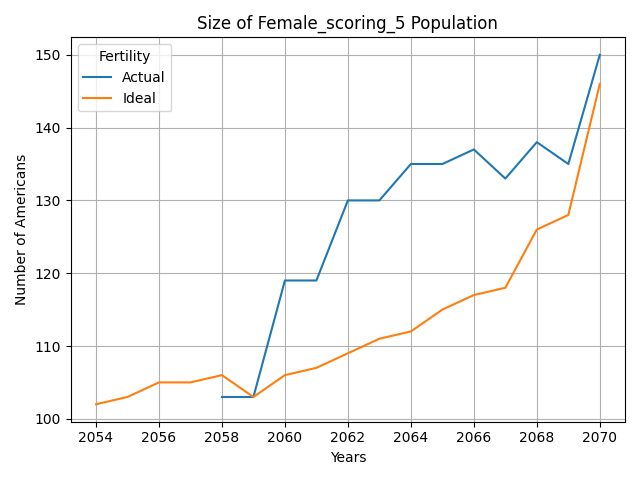 Size of Female_scoring_5 Population
Fertility
Actual
Ideal
150
140
130
120
110
100
Number of Americans
2054 2056 2058 2060 2062 2064 2066 2068 2070
Years